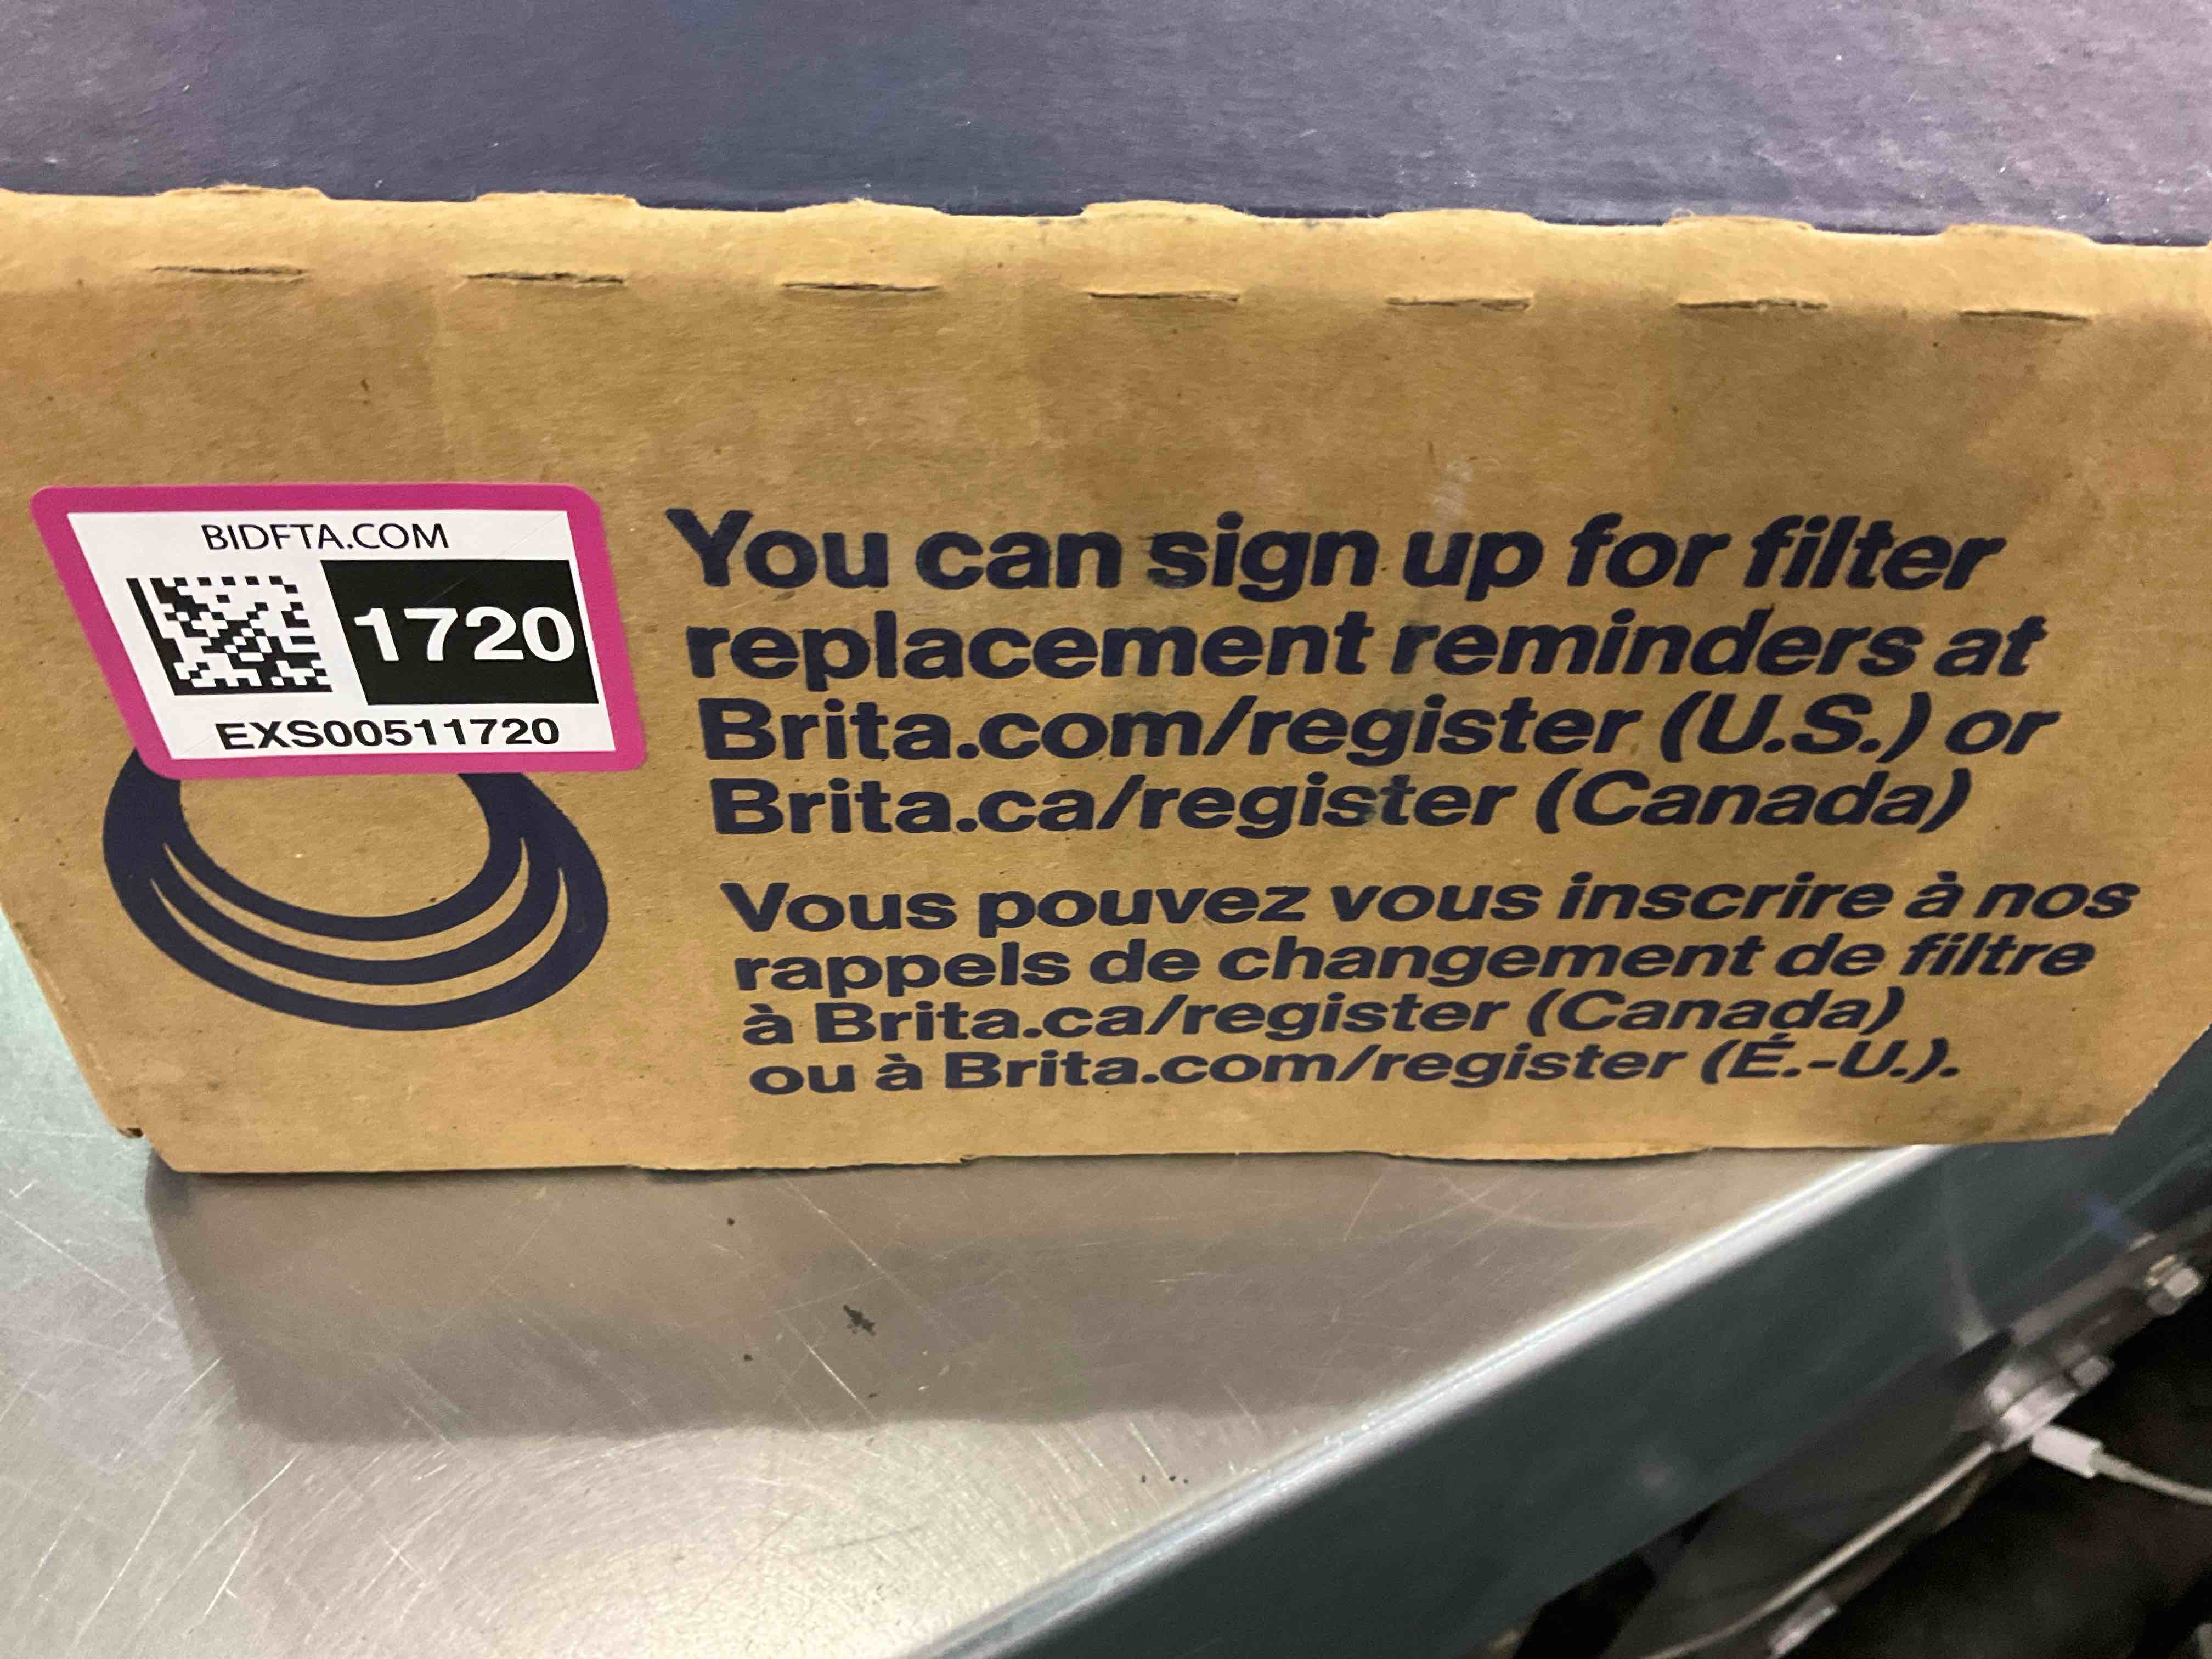 BIDFTA.COM
1720
EXS00511720
You can sign up for filter
replacement reminders at
Brita.com/register (U.S.) or
Brita.ca/register (Canada)
Vous pouvez vous inscrire à nos
rappels de changement de filtre
à Brita.ca/register (Canada)
ou à Brita.com/register (É.-U.).